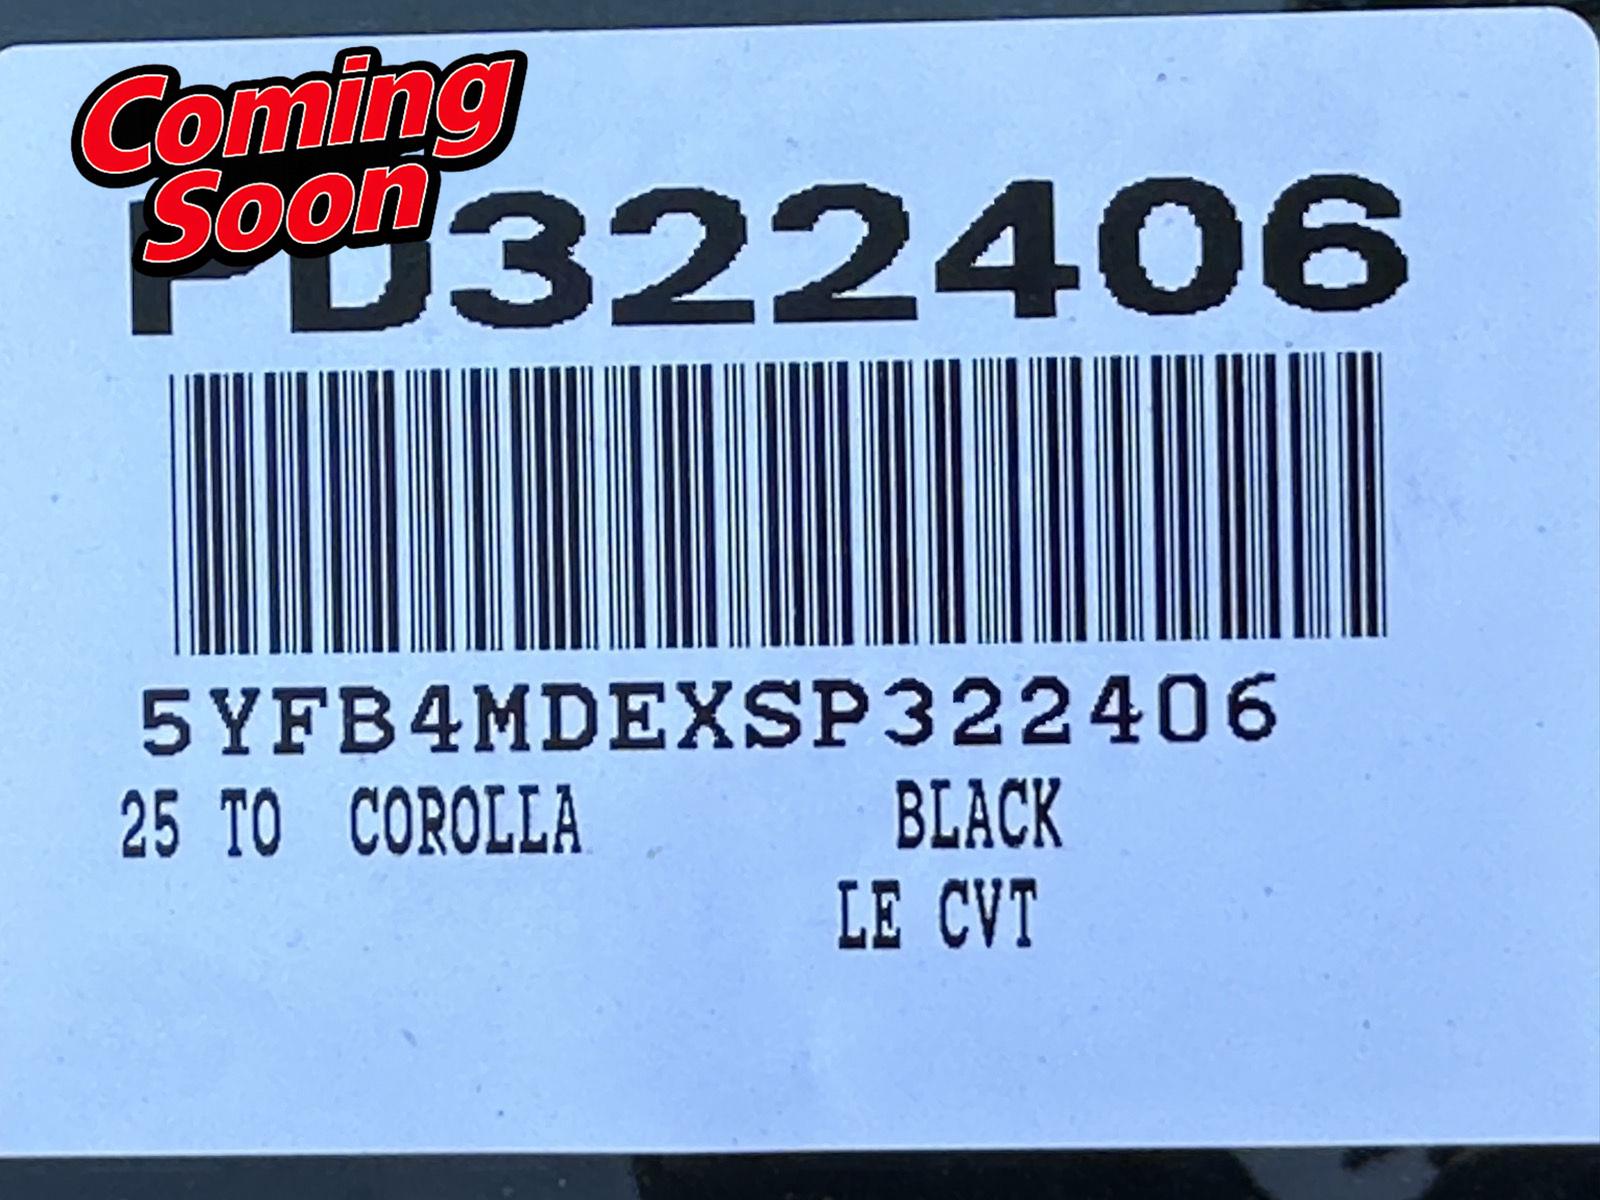 Coming
Soon
PD322406
5YFB4MDEXSP322406
25 TO COROLLA BLACK
LE CVT